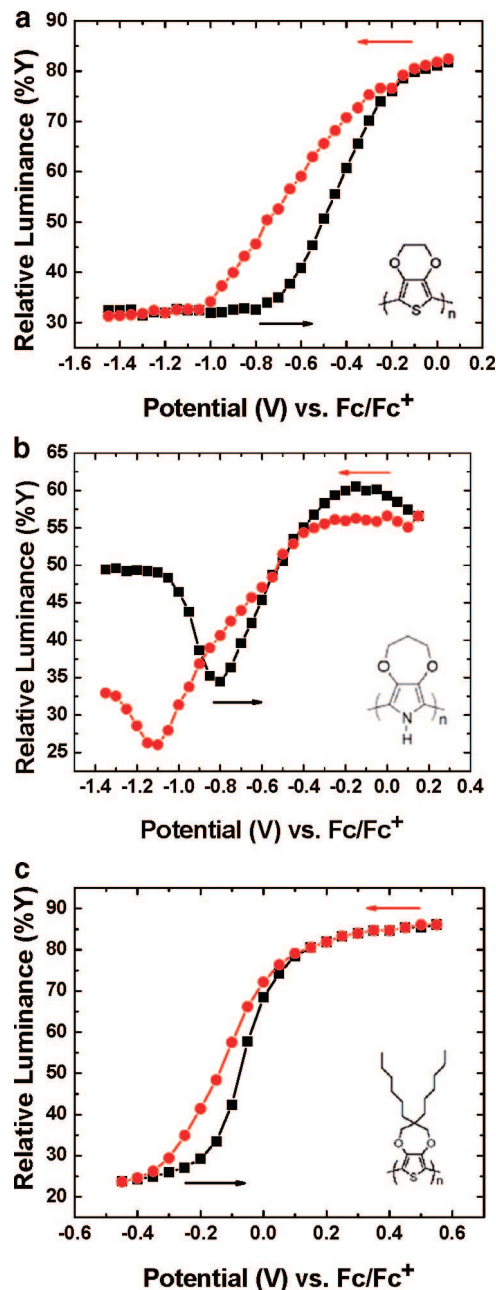 a
90
80
70
60
50
40
30
Relative Luminance (%Y)
O O
( S )n
-1.6 -1.4 -1.2 -1.0 -0.8 -0.6 -0.4 -0.2 0.0
Potential (V) vs. Fc/Fc+
b
65
60
55
50
45
40
35
30
25
Relative Luminance (%Y)
O O
( N )n
H
-1.4 -1.2 -1.0 -0.8 -0.6 -0.4 -0.2 0.0 0.2 0.4
Potential (V) vs. Fc/Fc+
c
90
80
70
60
50
40
30
20
Relative Luminance (%Y)
O O
( S )n
-0.6 -0.4 -0.2 0.0 0.2 0.4 0.6
Potential (V) vs. Fc/Fc+